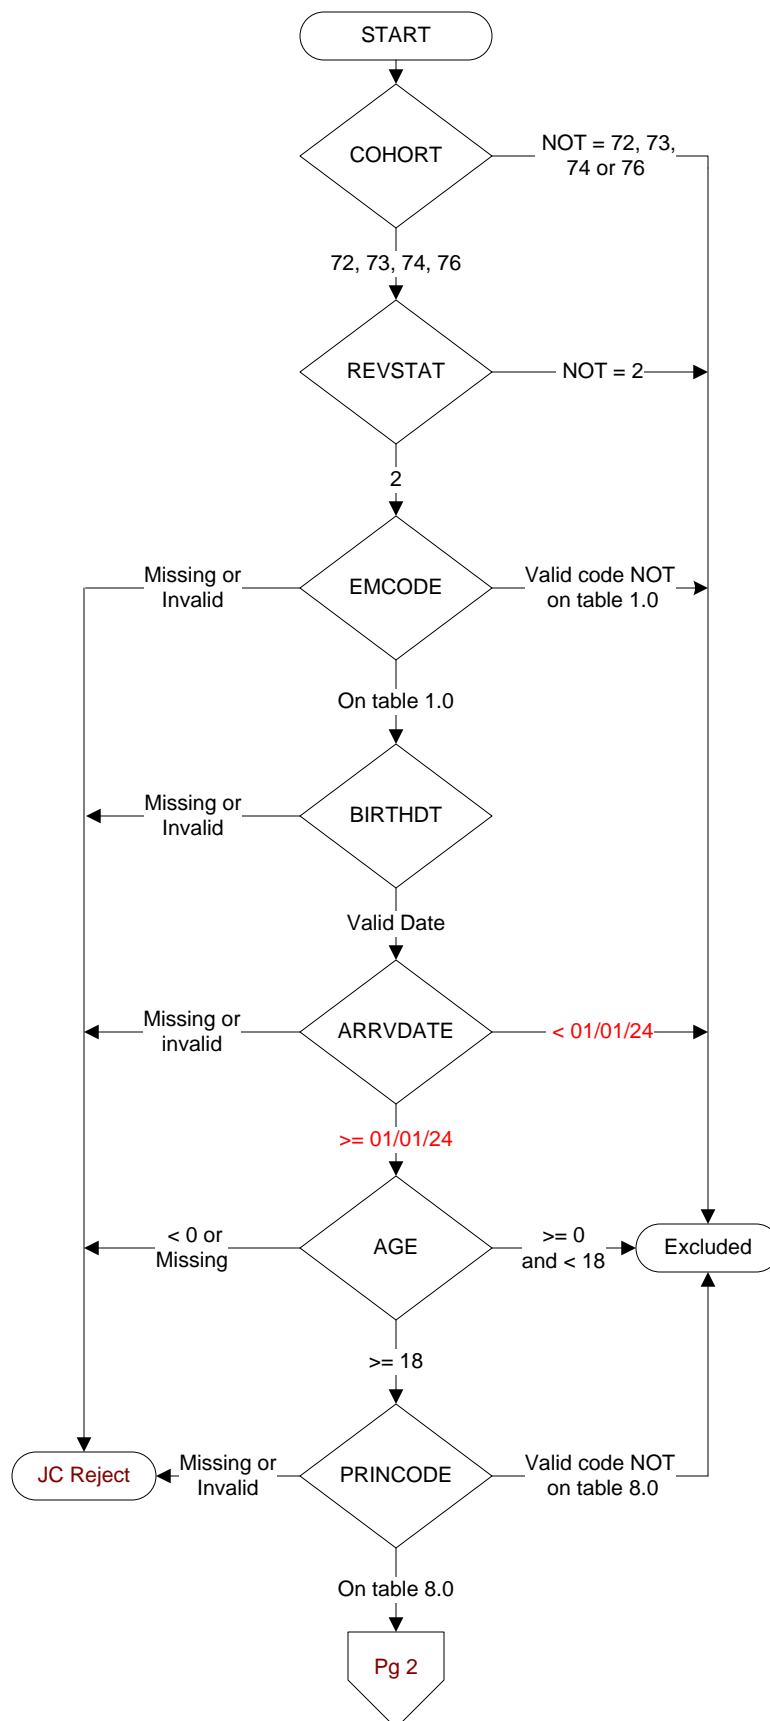 START
COHORT
NOT = 72, 73,
74 or 76
72, 73, 74, 76
REVSTAT
NOT = 2
2
Missing or
Invalid
EMCODE
Valid code NOT
on table 1.0
On table 1.0
Missing or
Invalid
BIRTHDT
Valid Date
Missing or
invalid
ARRVDATE
< 01/01/24
>= 01/01/24
< 0 or
Missing
AGE
>= 0
and < 18
Excluded
>= 18
JC Reject
Missing or
Invalid
PRINCODE
Valid code NOT
on table 8.0
On table 8.0
Pg 2